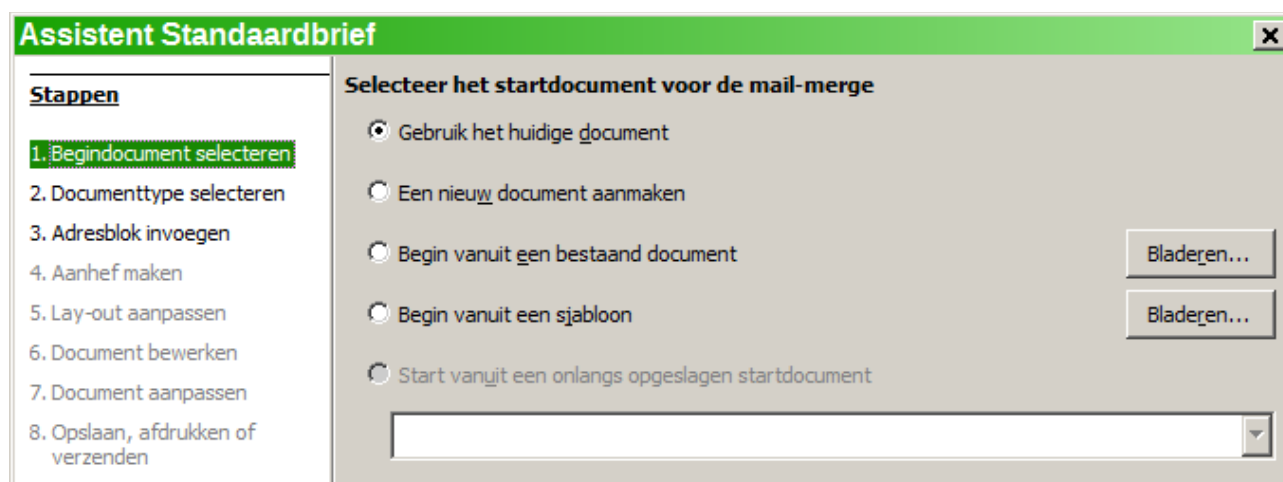 Assistent Standaardbrief
Stappen
1. Begindocument selecteren
2. Documenttype selecteren
3. Adresblok invoegen
4. Aanhef maken
5. Lay-out aanpassen
6. Document bewerken
7. Document aanpassen
8. Opslaan, afdrukken of
verzenden
Selecteer het startdocument voor de mail-merge
Gebruik het huidige document
Een nieuw document aanmaken
Begin vanuit een bestaand document
Bladeren...
Begin vanuit een sjabloon
Bladeren...
Start vanuit een onlangs opgeslagen startdocument